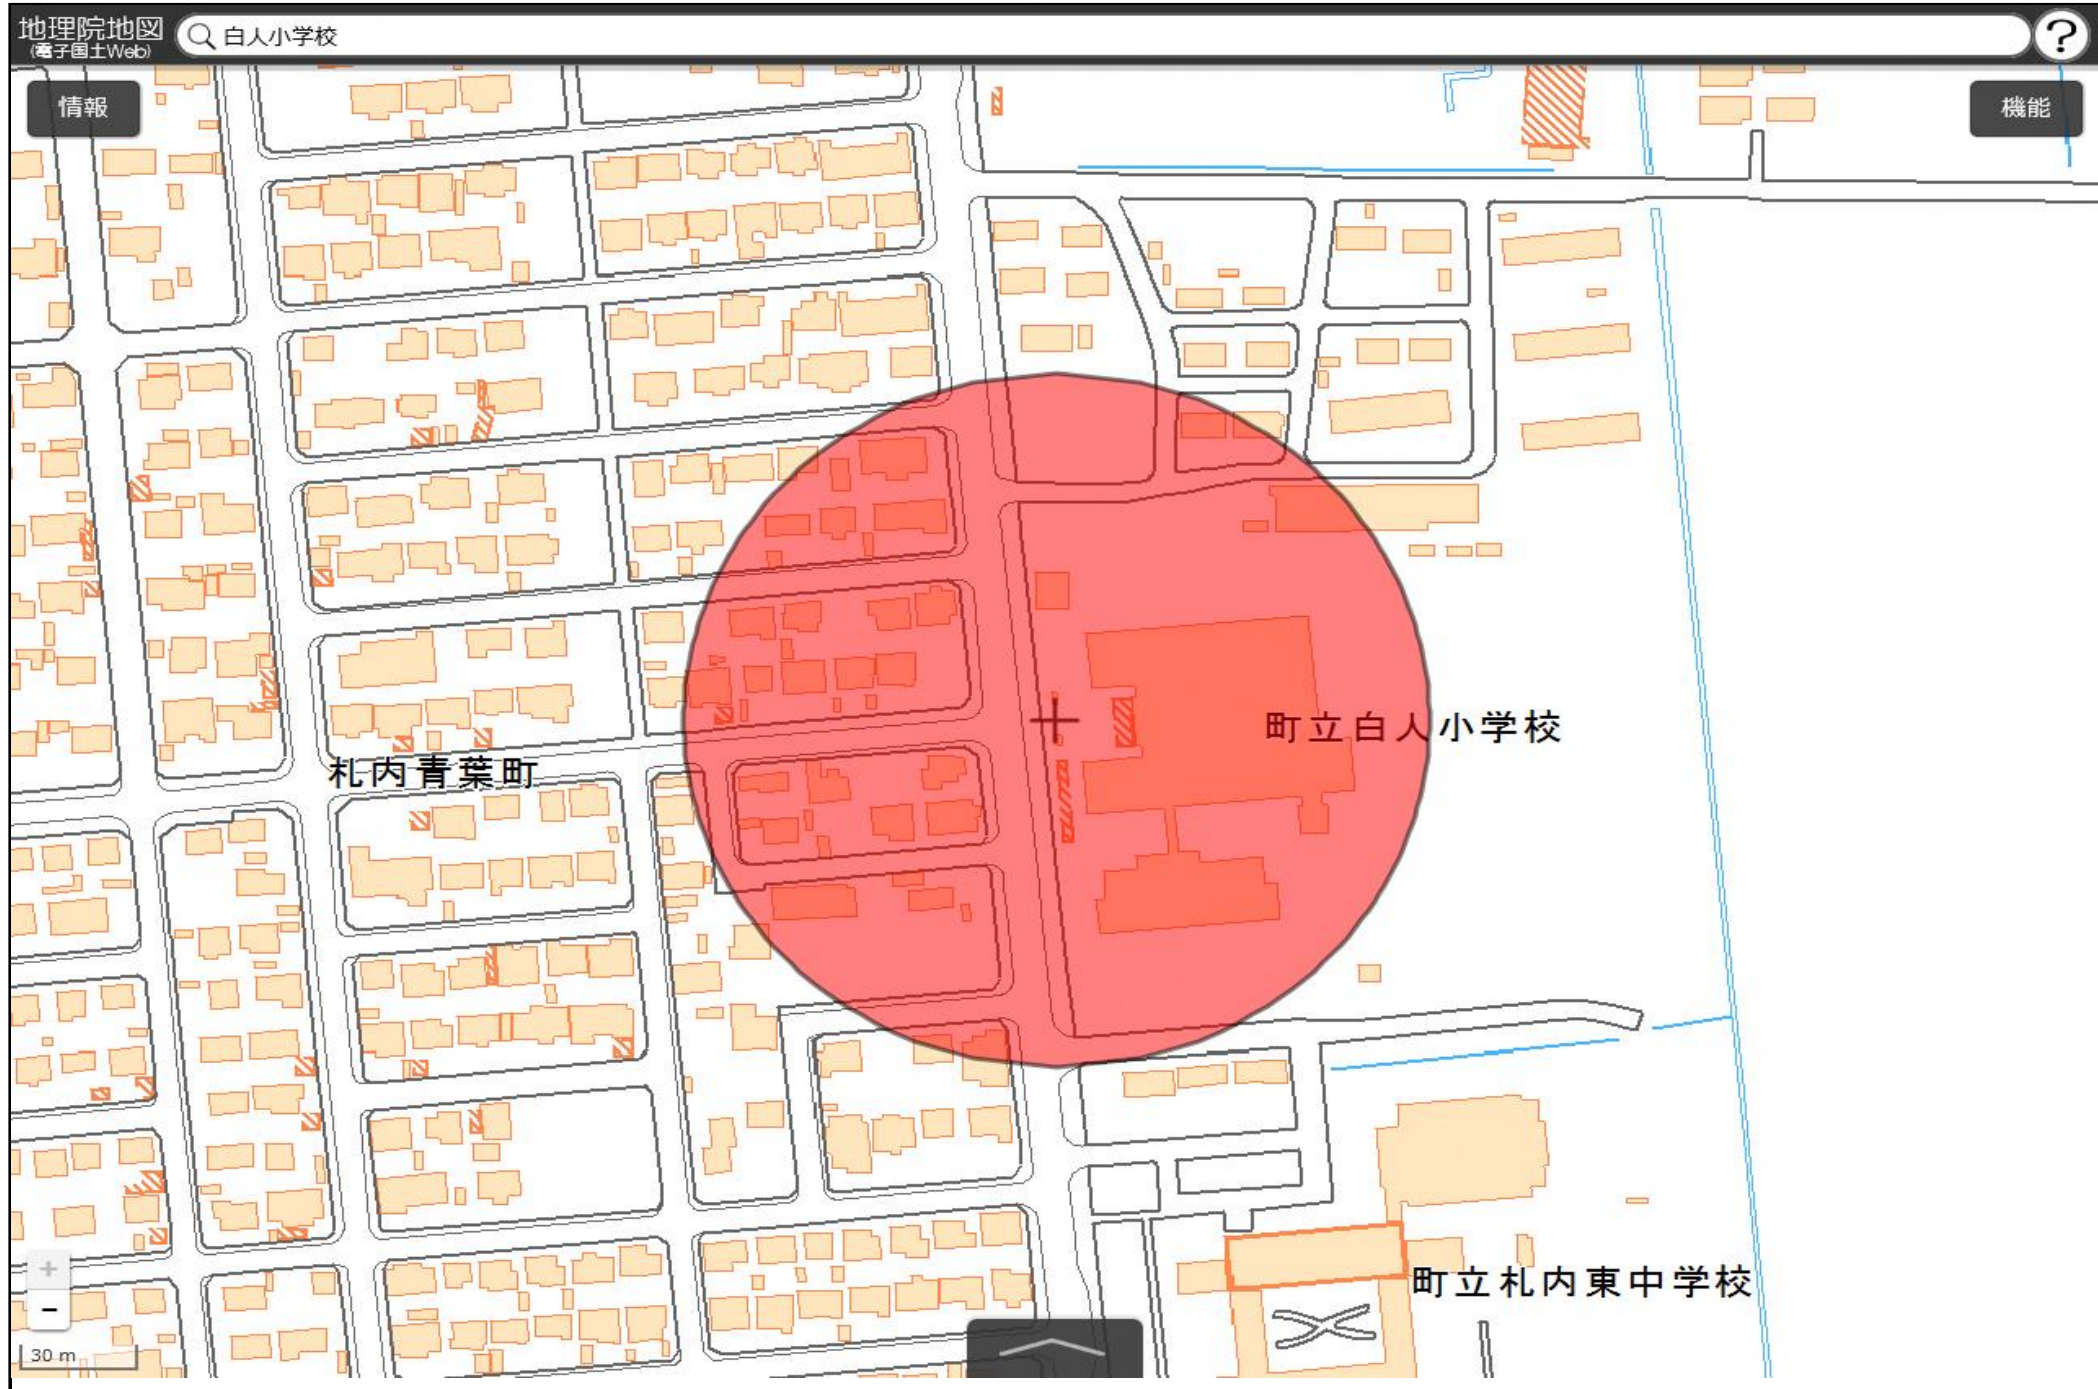 地理院地図
(電子国土Web)
白人小学校
?
情報
機能
町立白人小学校
札内青葉町
町立札内東中学校
+
−
30 m